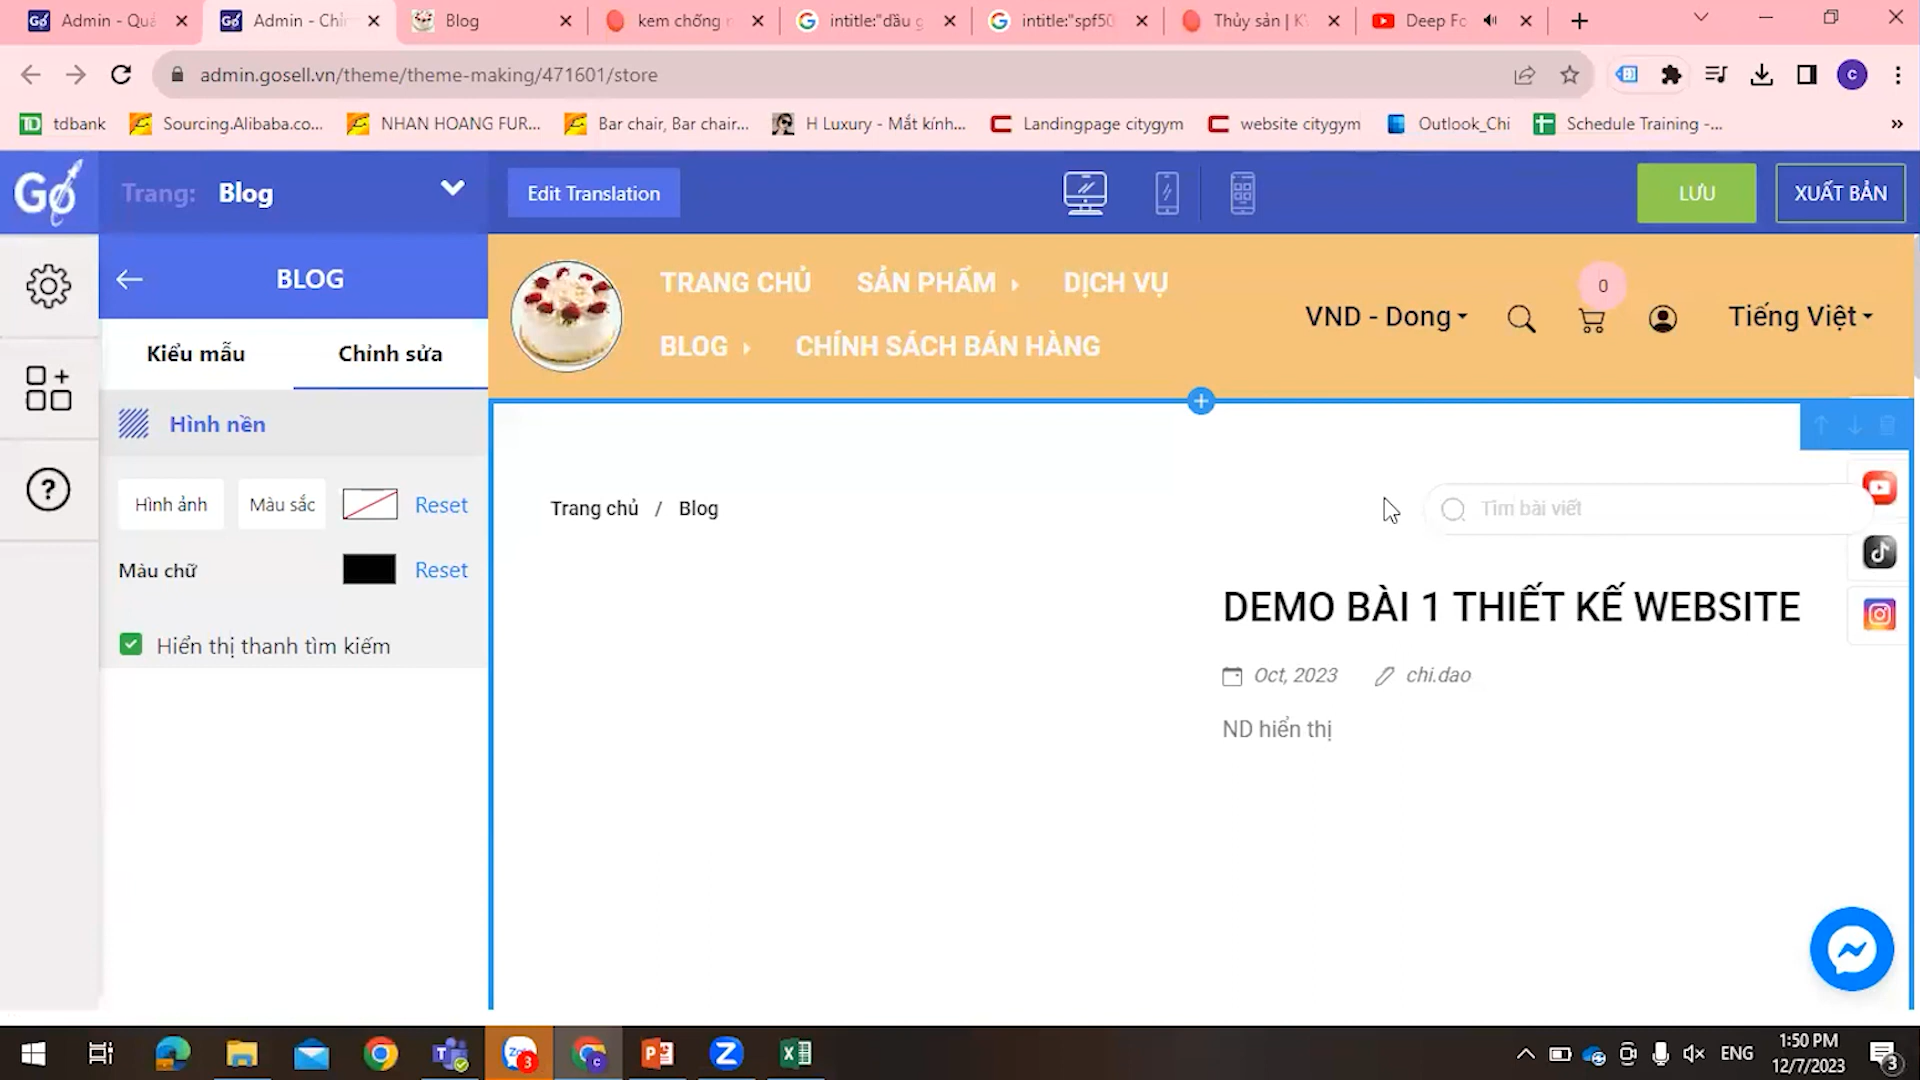 Admin - Quả
Admin - Chỉn
Blog
kem chống n
intitle:"dầu g
intitle:"spf50
Thủy sản | K
Deep Fo
admin.gosell.vn/theme/theme-making/471601/store
C
tdbank
Sourcing.Alibaba.co...
NHAN HOANG FUR...
Bar chair, Bar chair...
H Luxury - Mắt kính...
Landingpage citygym
website citygym
Outlook_Chi
Schedule Training -...
»
Go
Trang: Blog
Edit Translation
LƯU
XUẤT BẢN
BLOG
Kiểu mẫu
Chỉnh sửa
Hình nền
Hình ảnh
Màu sắc
Reset
Màu chữ
Reset
Hiển thị thanh tìm kiếm
TRANG CHỦ
SẢN PHẨM
DỊCH VỤ
BLOG
CHÍNH SÁCH BÁN HÀNG
VND - Dong
0
Tiếng Việt
Trang chủ / Blog
Tìm bài viết
DEMO BÀI 1 THIẾT KẾ WEBSITE
Oct, 2023
chi.dao
ND hiển thị
3
ENG
1:50 PM
12/7/2023
3